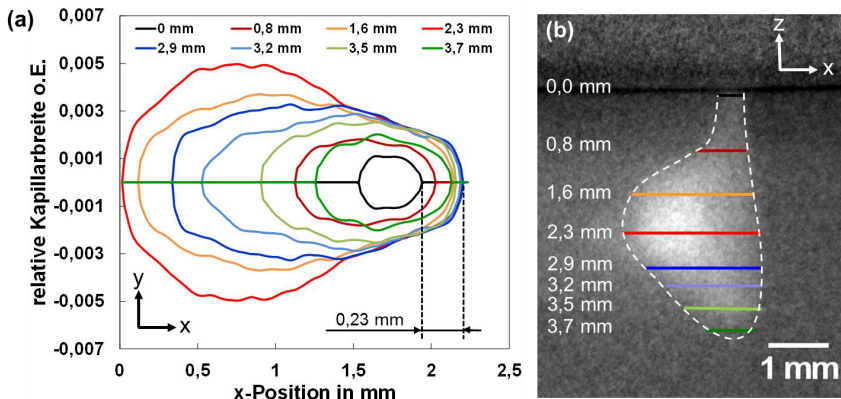 (a)
0,007
0,005
0,003
0,001
-0,001
-0,003
-0,005
-0,007
relative Kapillarbreite o.E.
0 mm 0,8 mm 1,6 mm 2,3 mm
2,9 mm 3,2 mm 3,5 mm 3,7 mm
y
x
0,23 mm
0 0,5 1 1,5 2 2,5
x-Position in mm
(b)
z
x
0,0 mm
0,8 mm
1,6 mm
2,3 mm
2,9 mm
3,2 mm
3,5 mm
3,7 mm
1 mm